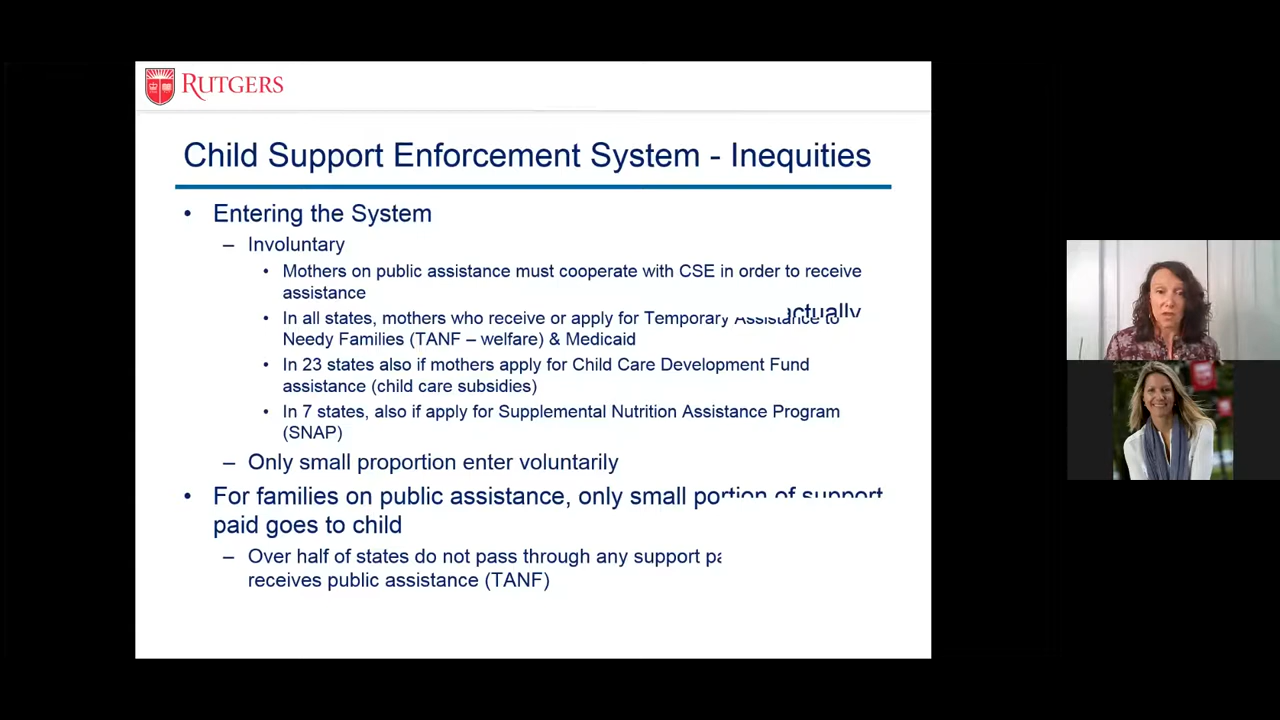 RUTGERS
Child Support Enforcement System - Inequities
• Entering the System
– Involuntary
• Mothers on public assistance must cooperate with CSE in order to receive
assistance
• In all states, mothers who receive or apply for Temporary Assistance to
actually
Needy Families (TANF – welfare) & Medicaid
• In 23 states also if mothers apply for Child Care Development Fund
assistance (child care subsidies)
• In 7 states, also if apply for Supplemental Nutrition Assistance Program
(SNAP)
– Only small proportion enter voluntarily
• For families on public assistance, only small portion of support
paid goes to child
– Over half of states do not pass through any support
receives public assistance (TANF)